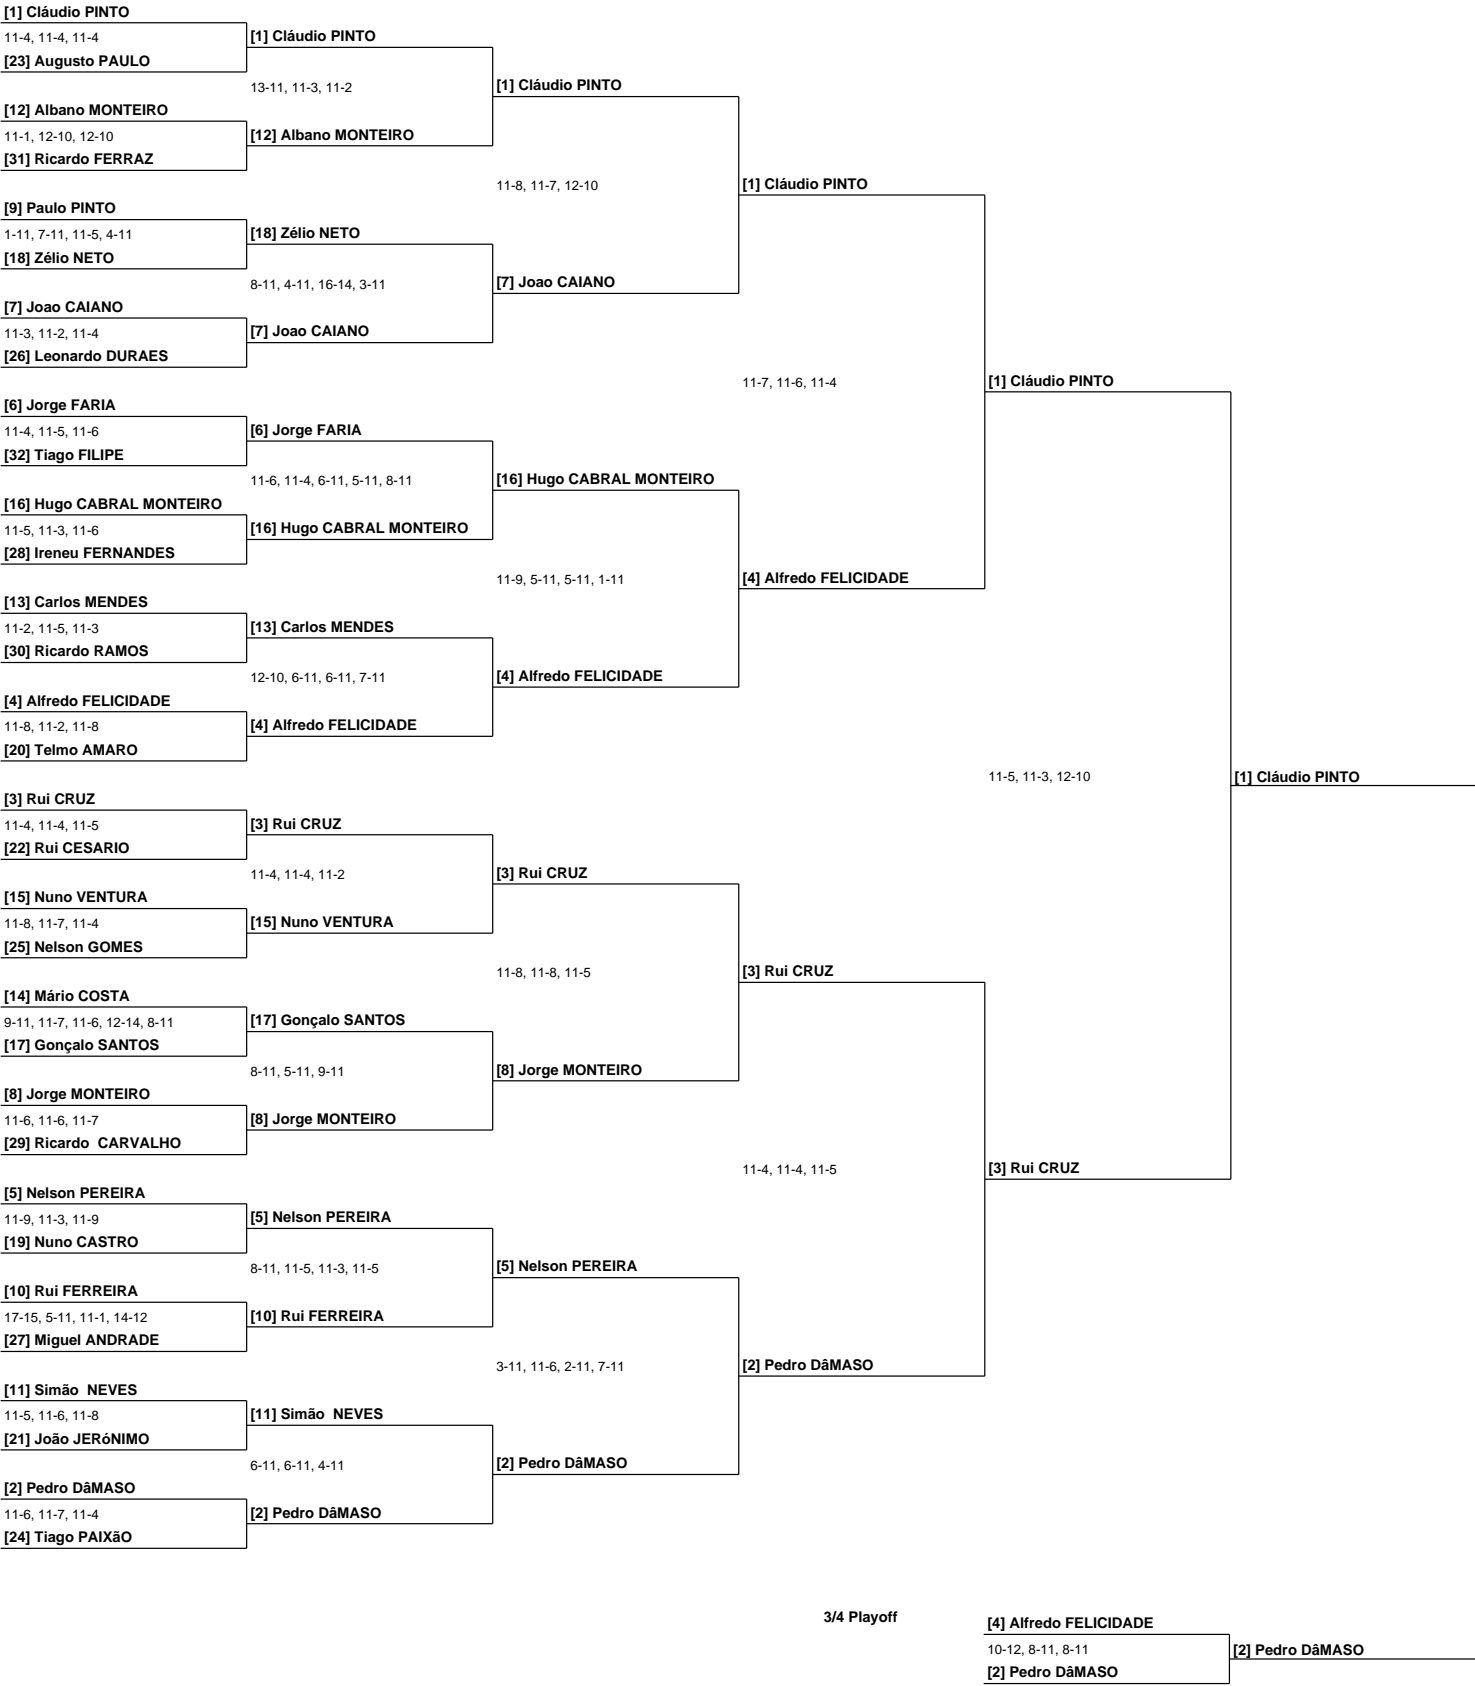 [1] Cláudio PINTO
11-4, 11-4, 11-4
[23] Augusto PAULO
[12] Albano MONTEIRO
11-1, 12-10, 12-10
[31] Ricardo FERRAZ
[9] Paulo PINTO
1-11, 7-11, 11-5, 4-11
[18] Zélio NETO
[7] Joao CAIANO
11-3, 11-2, 11-4
[26] Leonardo DURAES
[6] Jorge FARIA
11-4, 11-5, 11-6
[32] Tiago FILIPE
[16] Hugo CABRAL MONTEIRO
11-5, 11-3, 11-6
[28] Ireneu FERNANDES
[13] Carlos MENDES
11-2, 11-5, 11-3
[30] Ricardo RAMOS
[4] Alfredo FELICIDADE
11-8, 11-2, 11-8
[20] Telmo AMARO
[3] Rui CRUZ
11-4, 11-4, 11-5
[22] Rui CESARIO
[15] Nuno VENTURA
11-8, 11-7, 11-4
[25] Nelson GOMES
[14] Mário COSTA
9-11, 11-7, 11-6, 12-14, 8-11
[17] Gonçalo SANTOS
[8] Jorge MONTEIRO
11-6, 11-6, 11-7
[29] Ricardo  CARVALHO
[5] Nelson PEREIRA
11-9, 11-3, 11-9
[19] Nuno CASTRO
[10] Rui FERREIRA
17-15, 5-11, 11-1, 14-12
[27] Miguel ANDRADE
[11] Simão  NEVES
11-5, 11-6, 11-8
[21] João JERóNIMO
[2] Pedro DâMASO
11-6, 11-7, 11-4
[24] Tiago PAIXãO
[1] Cláudio PINTO
13-11, 11-3, 11-2
[12] Albano MONTEIRO
[18] Zélio NETO
8-11, 4-11, 16-14, 3-11
[7] Joao CAIANO
[6] Jorge FARIA
11-6, 11-4, 6-11, 5-11, 8-11
[16] Hugo CABRAL MONTEIRO
[13] Carlos MENDES
12-10, 6-11, 6-11, 7-11
[4] Alfredo FELICIDADE
[3] Rui CRUZ
11-4, 11-4, 11-2
[15] Nuno VENTURA
[17] Gonçalo SANTOS
8-11, 5-11, 9-11
[8] Jorge MONTEIRO
[5] Nelson PEREIRA
8-11, 11-5, 11-3, 11-5
[10] Rui FERREIRA
[11] Simão  NEVES
6-11, 6-11, 4-11
[2] Pedro DâMASO
[1] Cláudio PINTO
11-8, 11-7, 12-10
[7] Joao CAIANO
[16] Hugo CABRAL MONTEIRO
11-9, 5-11, 5-11, 1-11
[4] Alfredo FELICIDADE
[3] Rui CRUZ
11-8, 11-8, 11-5
[8] Jorge MONTEIRO
[5] Nelson PEREIRA
3-11, 11-6, 2-11, 7-11
[2] Pedro DâMASO
[1] Cláudio PINTO
11-7, 11-6, 11-4
[4] Alfredo FELICIDADE
[3] Rui CRUZ
11-4, 11-4, 11-5
[2] Pedro DâMASO
[1] Cláudio PINTO
11-5, 11-3, 12-10
[3] Rui CRUZ
[1] Cláudio PINTO
3/4 Playoff
[4] Alfredo FELICIDADE
10-12, 8-11, 8-11
[2] Pedro DâMASO
[2] Pedro DâMASO